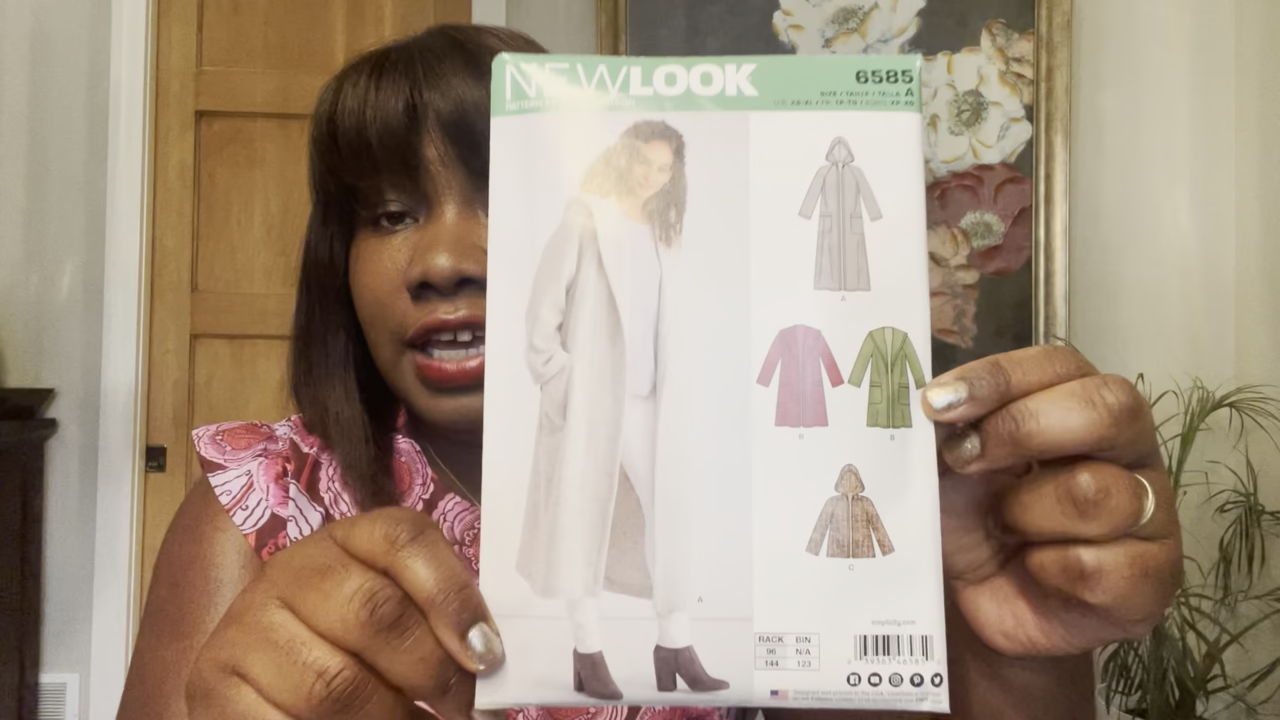 NEWLOOK
6585
SIZE / TAILLE / TALLA A
A
B
B
C
A
simplicity.com
RACK BIN
96 N/A
144 123